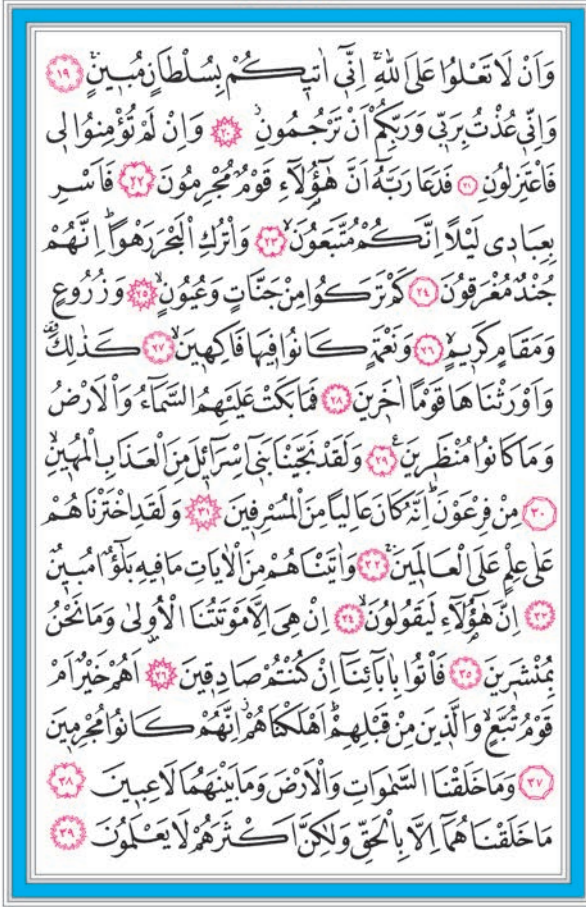 وَاَنْ لَا تَعْلُوا عَلَى اللّٰهِۚ اِنّ۪ٓي اٰت۪يكُمْ بِسُلْطَانٍ مُب۪ينٍۚ ﴿١٩﴾
وَاِنّ۪ي عُذْتُ بِرَبّ۪ي وَرَبِّكُمْ اَنْ تَرْجُمُونِۘ ﴿٢٠﴾ وَاِنْ لَمْ تُؤْمِنُوا ل۪ي
فَاعْتَزِلُونِ ﴿٢١﴾ فَدَعَا رَبَّهُٓ اَنَّ هٰٓؤُ۬لَٓاءِ قَوْمٌ مُجْرِمُونَ ﴿٢٢﴾ فَاَسْرِ
بِعِبَاد۪ي لَيْلًا اِنَّكُمْ مُتَّبَعُونَۙ ﴿٢٣﴾ وَاتْرُكِ الْبَحْرَ رَهْوًاۜ اِنَّهُمْ
جُنْدٌ مُغْرَقُونَ ﴿٢٤﴾ كَمْ تَرَكُوا مِنْ جَنَّاتٍ وَعُيُونٍۙ ﴿٢٥﴾ وَزُرُوعٍ
وَمَقَامٍ كَر۪يمٍۙ ﴿٢٦﴾ وَنَعْمَةٍ كَانُوا ف۪يهَا فَاكِه۪ينَۙ ﴿٢٧﴾ كَذٰلِكَ۠
وَاَوْرَثْنَاهَا قَوْمًا اٰخَر۪ينَ ﴿٢٨﴾ فَمَا بَكَتْ عَلَيْهِمُ السَّمَٓاءُ وَالْاَرْضُ
وَمَا كَانُوا مُنْظَر۪ينَ۟ ﴿٢٩﴾ وَلَقَدْ نَجَّيْنَا بَن۪ٓي اِسْرَٓائ۪لَ مِنَ الْعَذَابِ الْمُه۪ينِۙ
﴿٣٠﴾ مِنْ فِرْعَوْنَۜ اِنَّهُ كَانَ عَالِيًا مِنَ الْمُسْرِف۪ينَ ﴿٣١﴾ وَلَقَدِ اخْتَرْنَاهُمْ
عَلٰى عِلْمٍ عَلَى الْعَالَم۪ينَۚ ﴿٣٢﴾ وَاٰتَيْنَاهُمْ مِنَ الْاٰيَاتِ مَا ف۪يهِ بَلٰٓؤٌ۬ا مُب۪ينٌ
﴿٣٣﴾ اِنَّ هٰٓؤُ۬لَٓاءِ لَيَقُولُونَۙ ﴿٣٤﴾ اِنْ هِيَ اِلَّا مَوْتَتُنَا الْاُو۫لٰى وَمَا نَحْنُ
بِمُنْشَر۪ينَ ﴿٣٥﴾ فَأْتُوا بِاٰبَٓائِنَٓا اِنْ كُنْتُمْ صَادِق۪ينَ ﴿٣٦﴾ اَهُمْ خَيْرٌ اَمْ
قَوْمُ تُبَّعٍۙ وَالَّذ۪ينَ مِنْ قَبْلِهِمْۜ اَهْلَكْنَاهُمْۘ اِنَّهُمْ كَانُوا مُجْرِم۪ينَ
﴿٣٧﴾ وَمَا خَلَقْنَا السَّمٰوَاتِ وَالْاَرْضَ وَمَا بَيْنَهُمَا لَاعِب۪ينَ ﴿٣٨﴾
مَا خَلَقْنَاهُمَٓا اِلَّا بِالْحَقِّ وَلٰكِنَّ اَكْثَرَهُمْ لَا يَعْلَمُونَ ﴿٣٩﴾